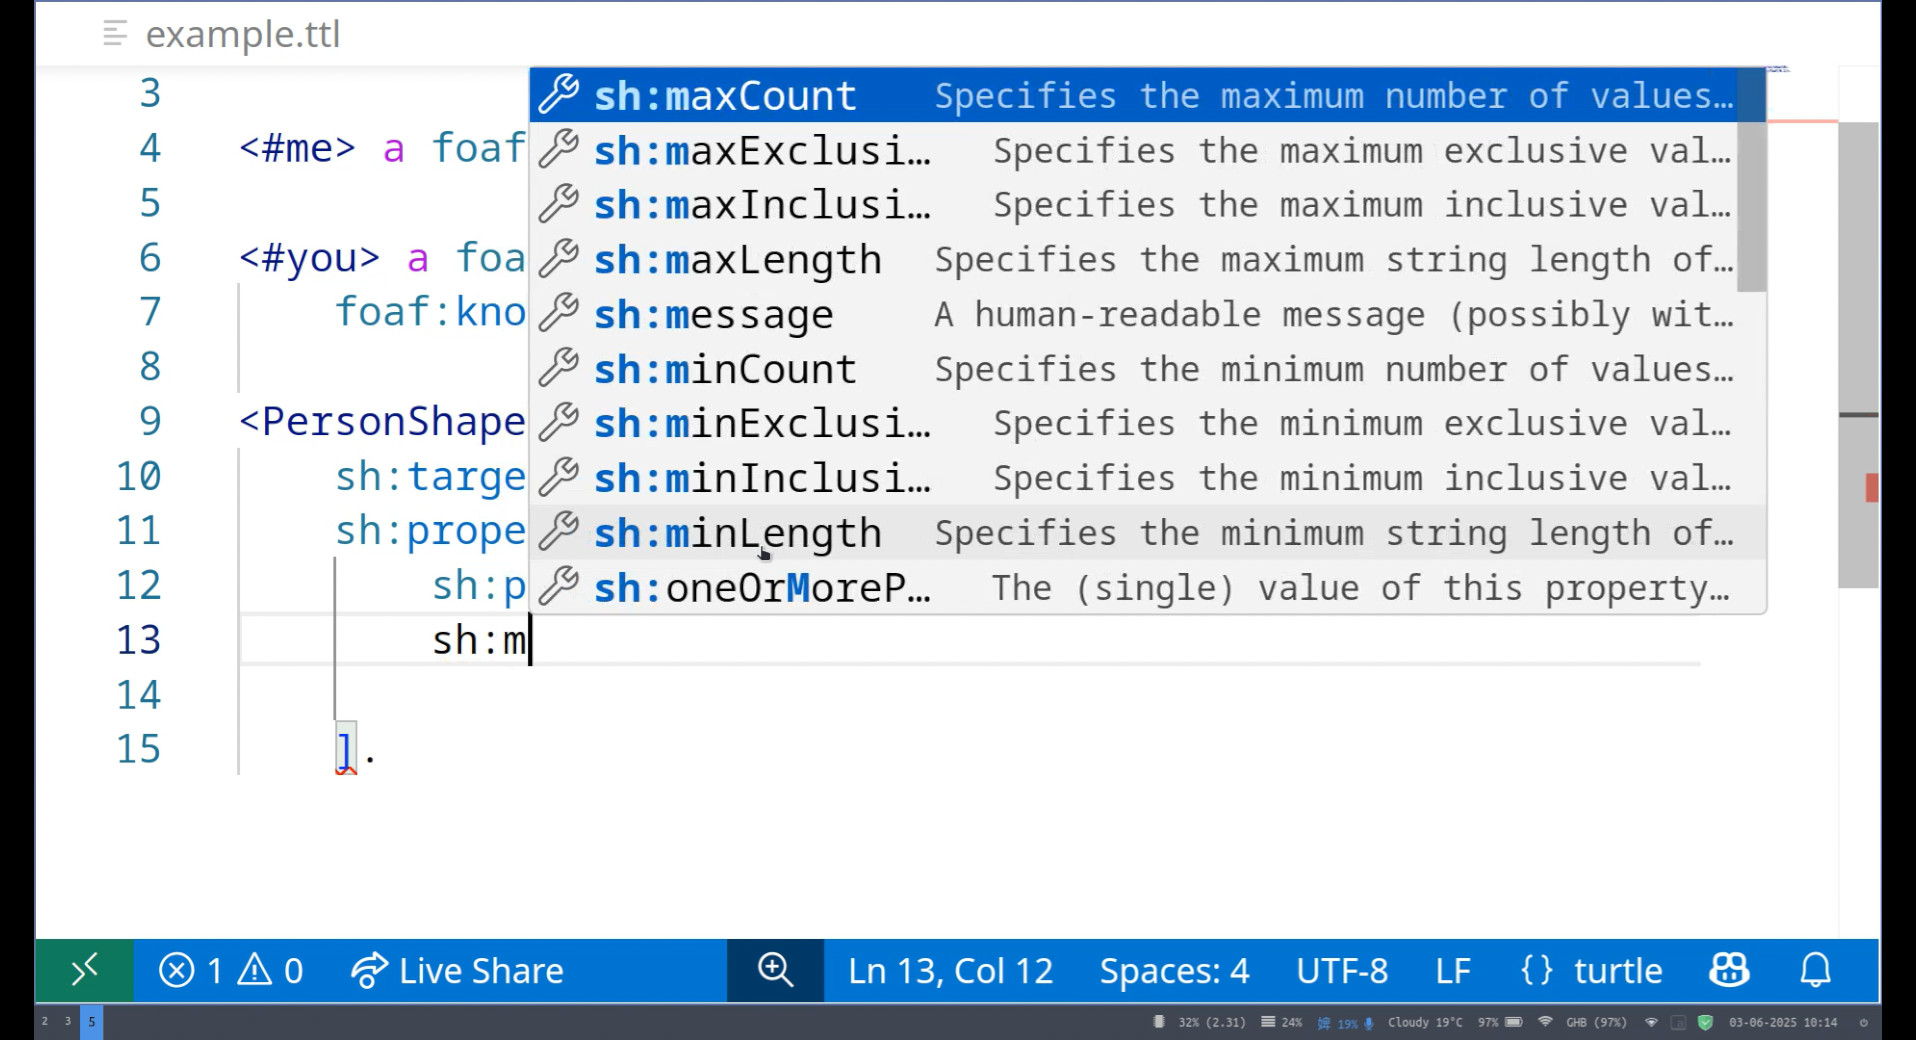 example.ttl
3
4 <#me> a foaf
5
6 <#you> a foa
7 foaf:kno
8
9 <PersonShape
10 sh:targe
11 sh:prope
12 sh:p
13 sh:m
14
15 ].
sh:maxCount Specifies the maximum number of values…
sh:maxExclusi… Specifies the maximum exclusive val…
sh:maxInclusi… Specifies the maximum inclusive val…
sh:maxLength Specifies the maximum string length of…
sh:message A human-readable message (possibly wit…
sh:minCount Specifies the minimum number of values…
sh:minExclusi… Specifies the minimum exclusive val…
sh:minInclusi… Specifies the minimum inclusive val…
sh:minLength Specifies the minimum string length of…
sh:oneOrMoreP… The (single) value of this property…
1 0 Live Share Ln 13, Col 12 Spaces: 4 UTF-8 LF {} turtle
2 3 5 32% (2.31) 24% 19% Cloudy 19°C 97% GHB (97%) 03-06-2025 10:14